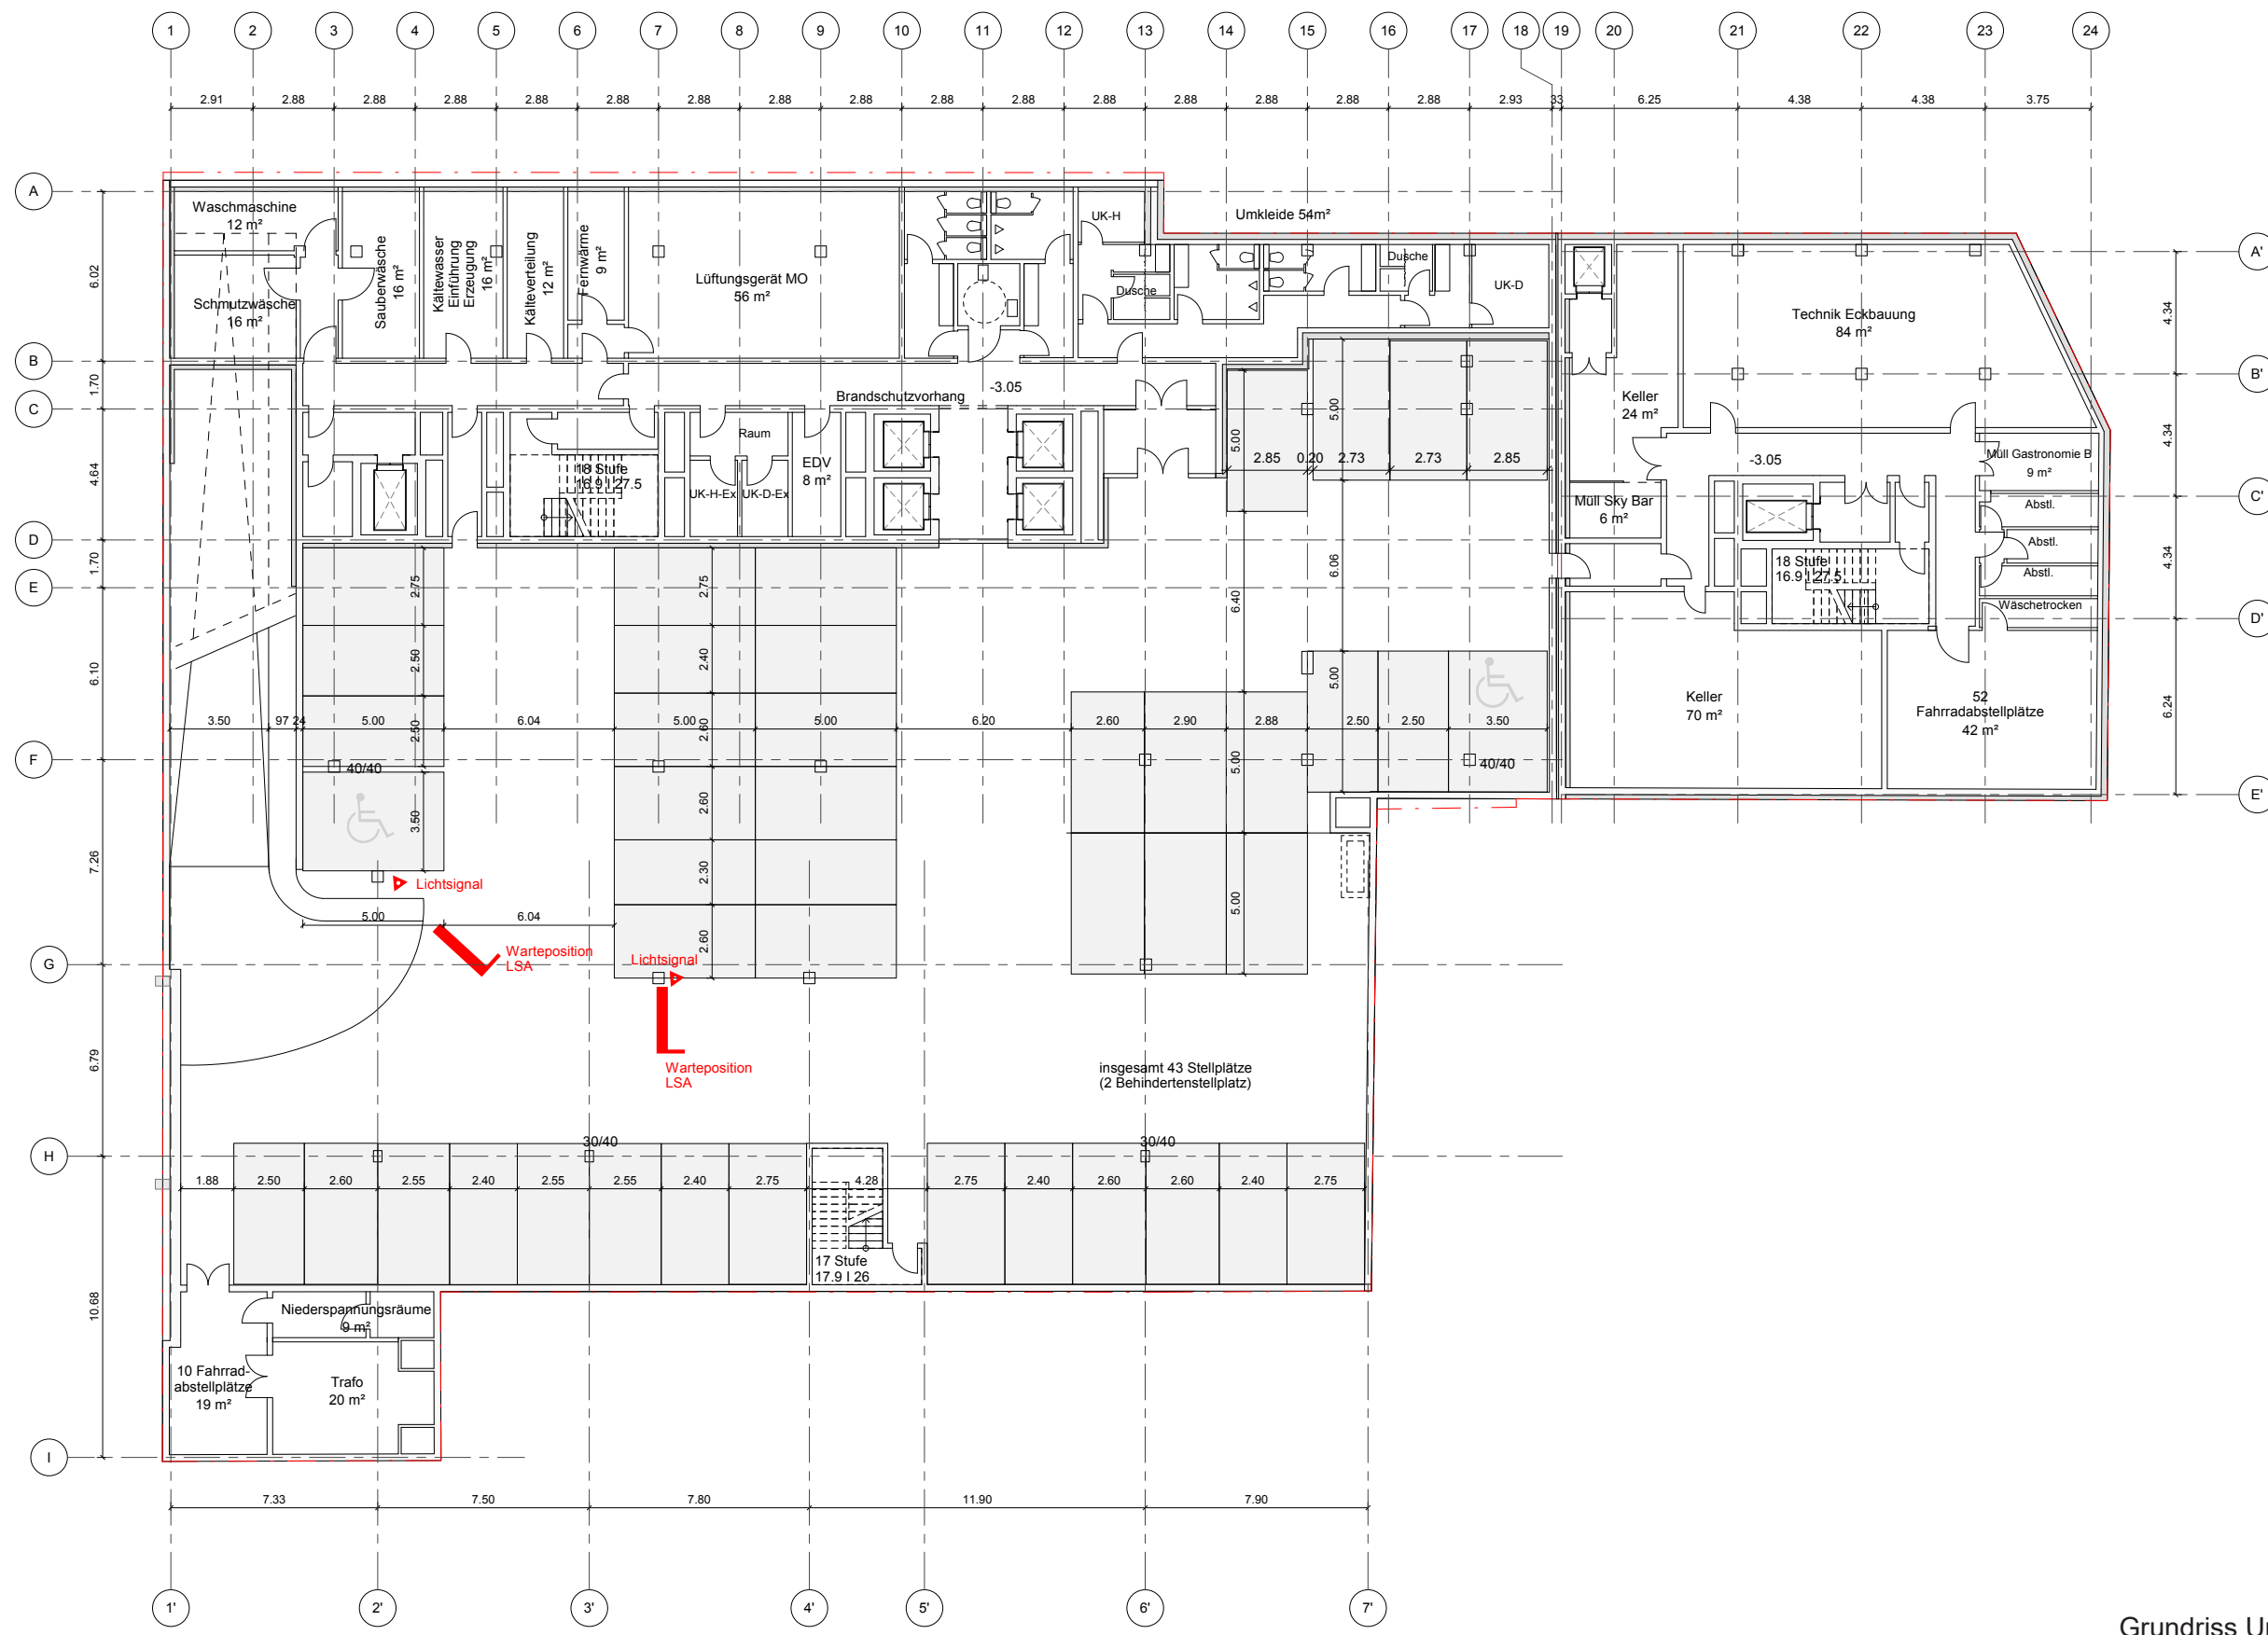 1 2 3 4 5 6 7 8 9 10 11 12 13 14 15 16 17 18 19 20 21 22 23 24
2.91 2.88 2.88 2.88 2.88 2.88 2.88 2.88 2.88 2.88 2.88 2.88 2.88 2.88 2.88 2.88 2.93 33 6.25 4.38 4.38 3.75
A
B
C
D
E
F
G
H
I
6.02
1.70
4.64
1.70
6.10
7.26
6.79
10.68
A'
B'
C'
D'
E'
4.34
4.34
4.34
6.24
Waschmaschine
12 m²
Schmutzwäsche
16 m²
Sauberwäsche
16 m²
Kältewasser
Einführung
Erzeugung
16 m²
Kälteverteilung
12 m²
Fernwärme
9 m²
Lüftungsgerät MO
56 m²
UK-H
Umkleide 54m²
Dusche
Dusche
UK-D
Technik Eckbauung
84 m²
Brandschutzvorhang
-3.05
Keller
24 m²
Raum
EDV
8 m²
UK-H-Ex
UK-D-Ex
18 Stufe
16.9 I 27.5
5.00
5.00
2.85 0.20 2.73 2.73 2.85
-3.05
Müll Gastronomie B
9 m²
Müll Sky Bar
6 m²
Abstl.
Abstl.
Abstl.
Wäschetrocken
18 Stufe
16.9 I 27.5
2.75
2.50
2.50
3.50
2.75
2.40
2.60
2.60
2.30
2.60
6.06
6.40
5.00
5.00
5.00
3.50 97 24 5.00 6.04 5.00 5.00 6.20 2.60 2.90 2.88 2.50 2.50 3.50
40/40
40/40
Keller
70 m²
52
Fahrradabstellplätze
42 m²
Lichtsignal
5.00 6.04
Warteposition
LSA
Lichtsignal
Warteposition
LSA
insgesamt 43 Stellplätze
(2 Behindertenstellplatz)
30/40
30/40
1.88 2.50 2.60 2.55 2.40 2.55 2.55 2.40 2.75 4.28 2.75 2.40 2.60 2.60 2.40 2.75
17 Stufe
17.9 I 26
Niederspannungsräume
9 m²
10 Fahrrad-
abstellplätze
19 m²
Trafo
20 m²
7.33 7.50 7.80 11.90 7.90
1' 2' 3' 4' 5' 6' 7'
Grundriss Un